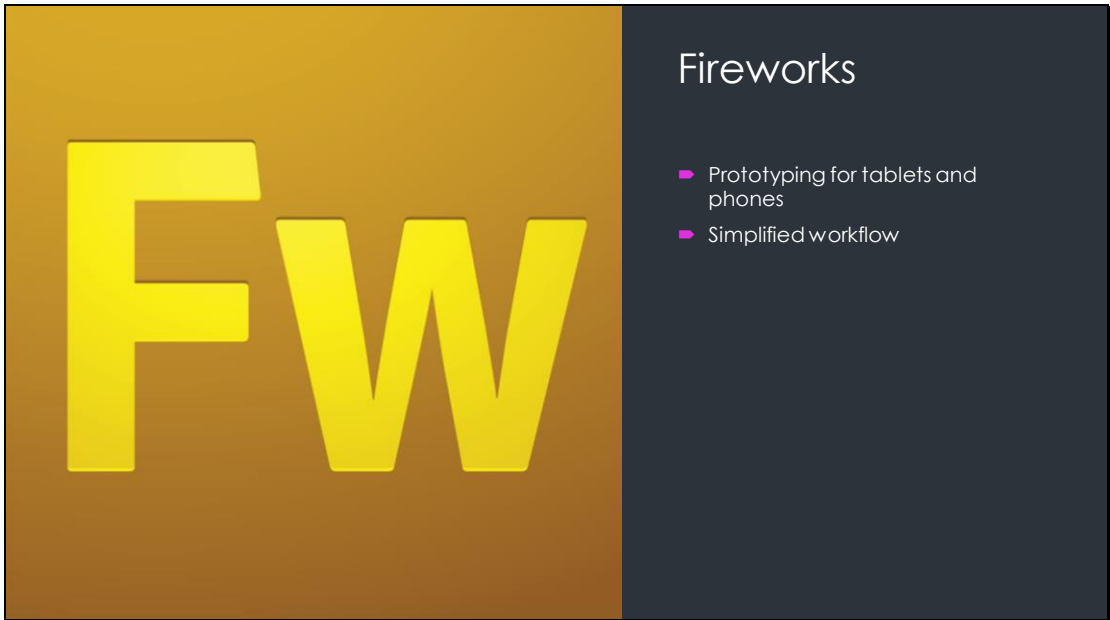 Fw
Fireworks
Prototyping for tablets and
phones
Simplified workflow